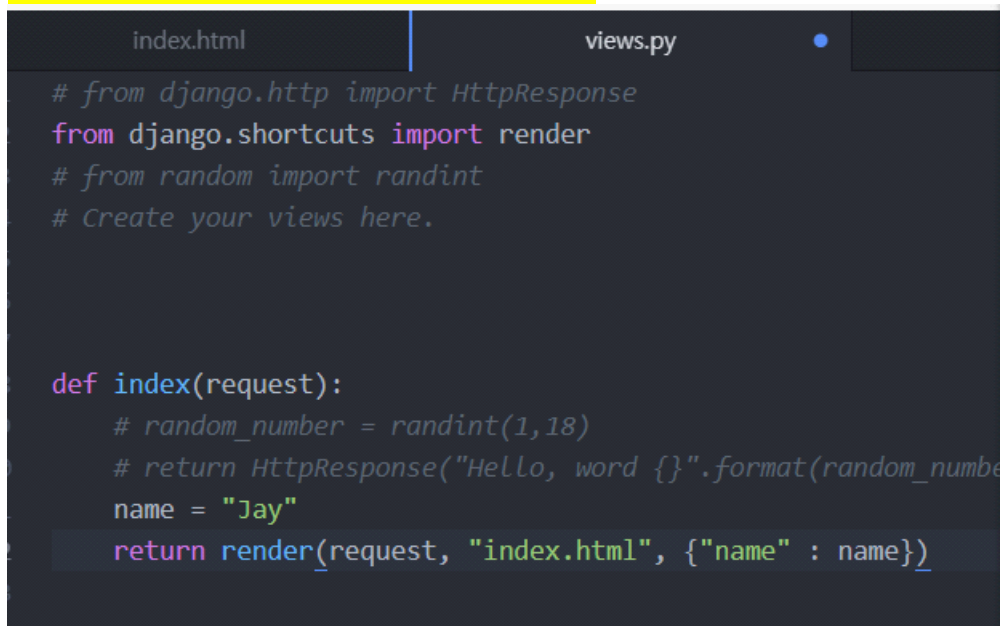 index.html views.py
# from django.http import HttpResponse
from django.shortcuts import render
# from random import randint
# Create your views here.
def index(request):
# random_number = randint(1,18)
# return HttpResponse("Hello, word {}".format(random_numbe
name = "Jay"
return render(request, "index.html", {"name" : name})